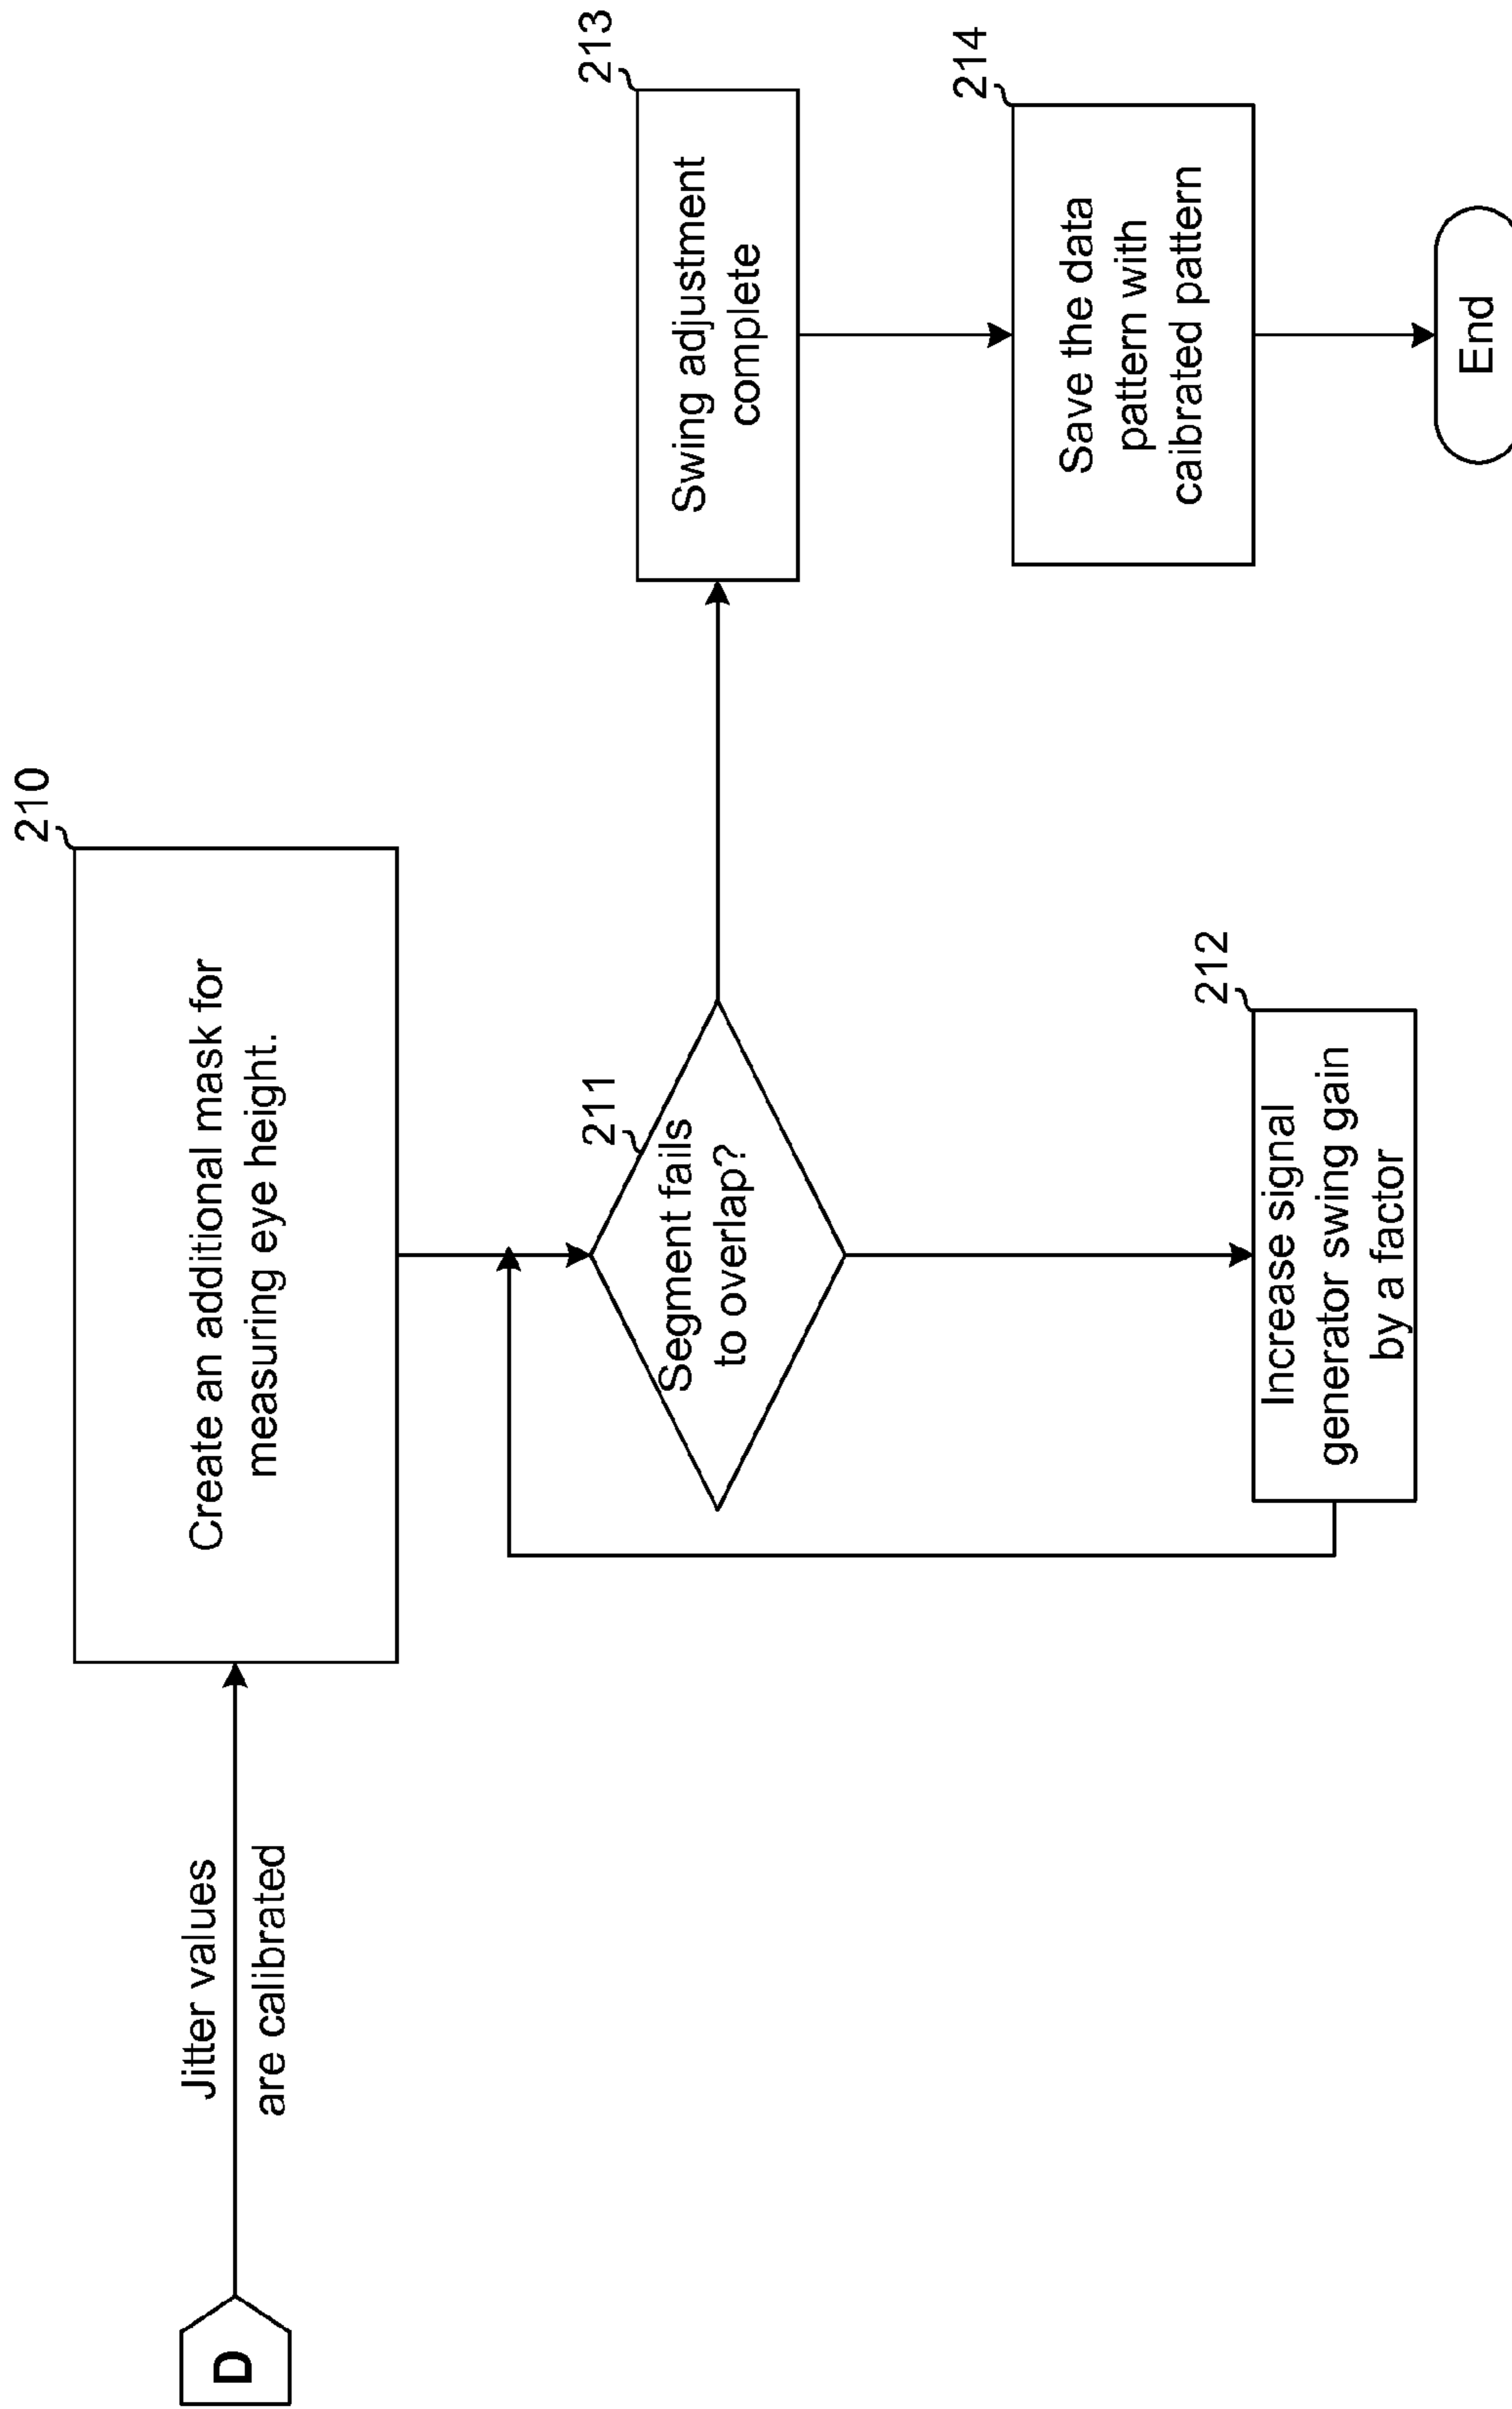 D
Jitter values
are calibrated
210
Create an additional mask for
measuring eye height.
211
Segment fails
to overlap?
212
Increase signal
generator swing gain
by a factor
213
Swing adjustment
complete
214
Save the data
pattern with
caibrated pattern
End